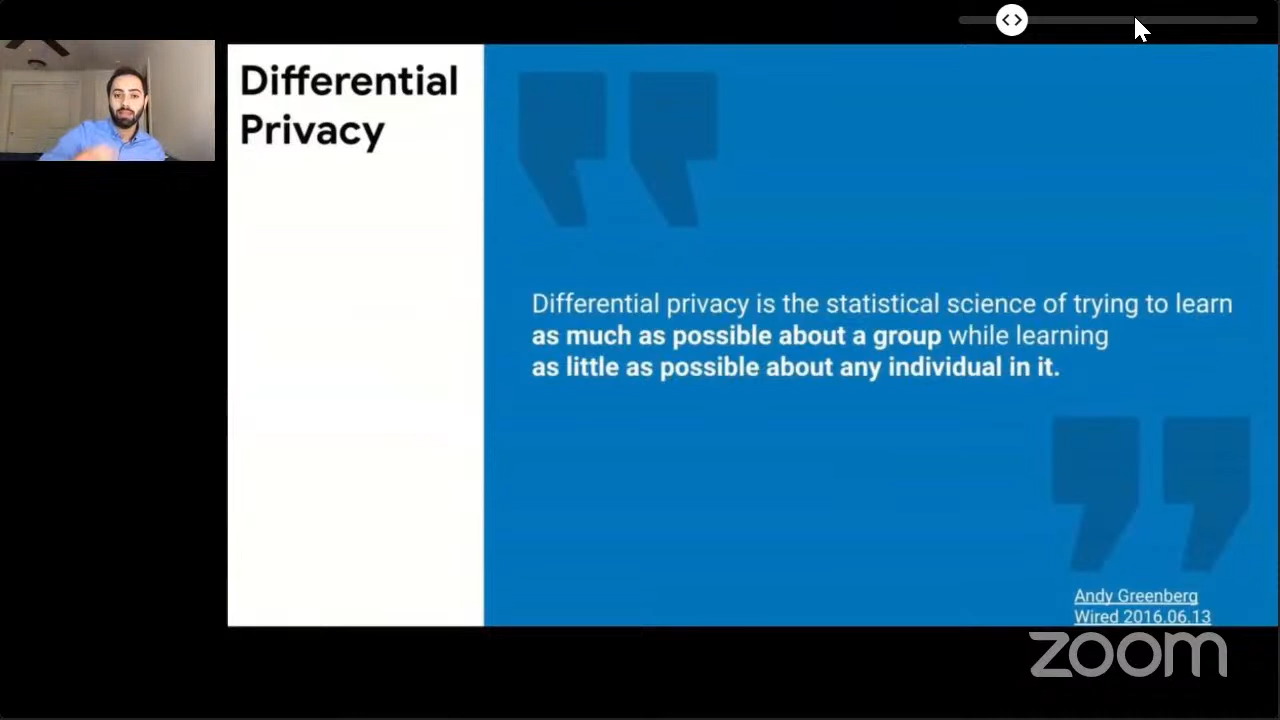 Differential
Privacy
Differential privacy is the statistical science of trying to learn
as much as possible about a group while learning
as little as possible about any individual in it.
Andy Greenberg
Wired 2016.06.13
zoom